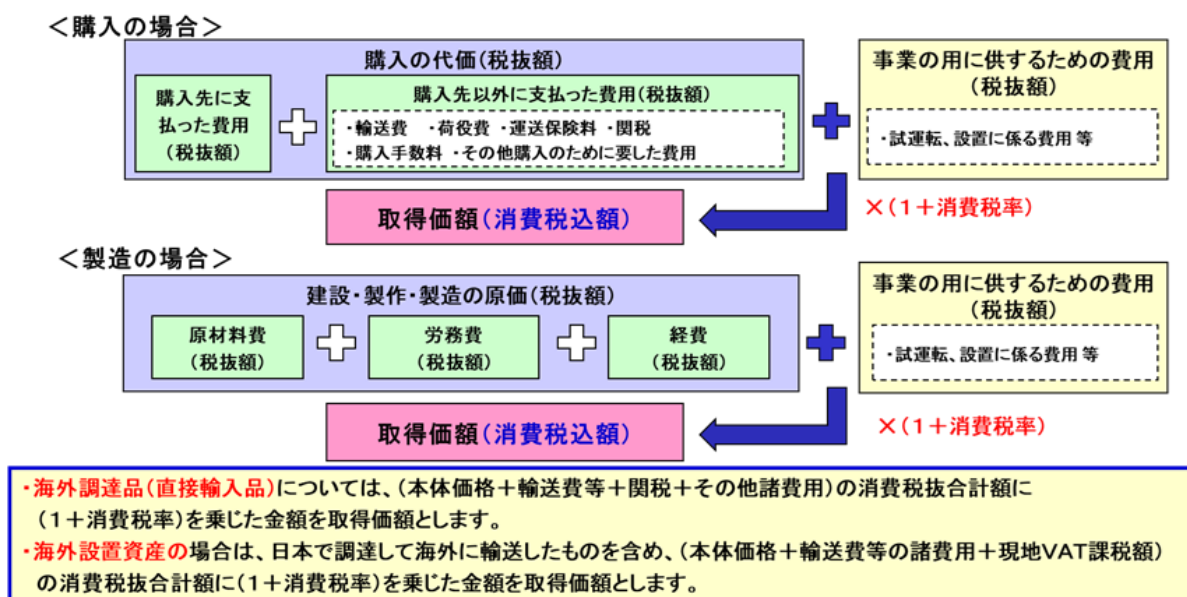 ＜購入の場合＞
購入の代価（税抜額）
購入先に支
払った費用
（税抜額）
購入先以外に支払った費用（税抜額）
・輸送費　・荷役費　・運送保険料　・関税
・購入手数料　・その他購入のために要した費用
事業の用に供するための費用
（税抜額）
・試運転、設置に係る費用 等
取得価額（消費税込額）
×（１＋消費税率）
＜製造の場合＞
建設・製作・製造の原価（税抜額）
原材料費
（税抜額）
労務費
（税抜額）
経費
（税抜額）
事業の用に供するための費用
（税抜額）
・試運転、設置に係る費用 等
取得価額（消費税込額）
×（１＋消費税率）
・海外調達品（直接輸入品）については、（本体価格＋輸送費等＋関税＋その他諸費用）の消費税抜合計額に
（１＋消費税率）を乗じた金額を取得価額とします。
・海外設置資産の場合は、日本で調達して海外に輸送したものを含め、（本体価格＋輸送費等の諸費用＋現地VAT課税額）
の消費税抜合計額に（１＋消費税率）を乗じた金額を取得価額とします。